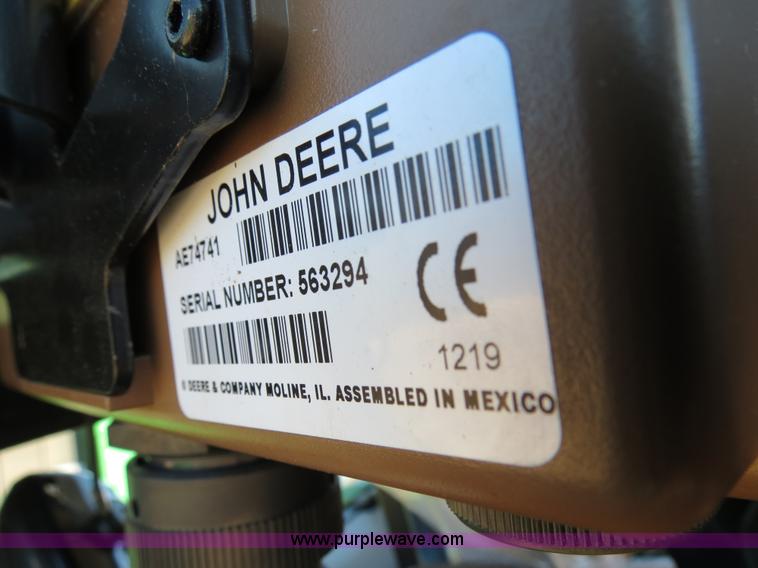 JOHN DEERE
AE74741
SERIAL NUMBER: 563294
CE
1219
DEERE & COMPANY MOLINE, IL. ASSEMBLED IN MEXICO
www.purplewave.com